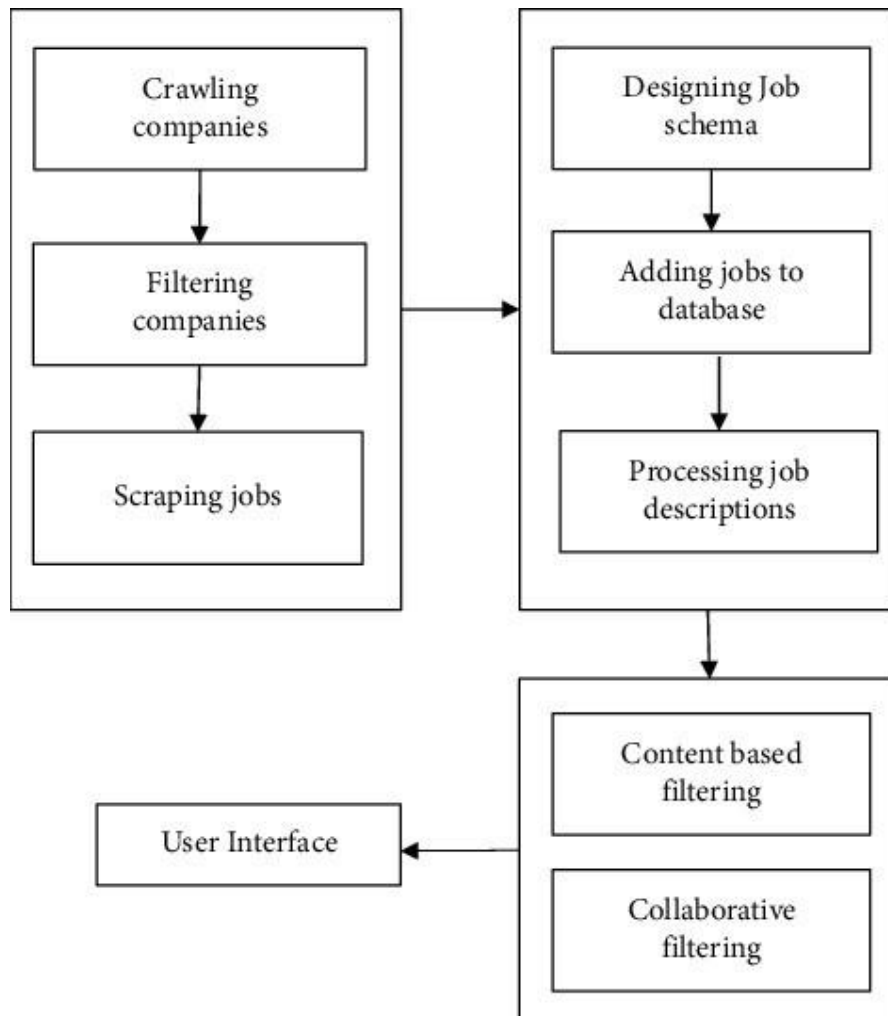 Crawling
companies
Filtering
companies
Scraping jobs
Designing Job
schema
Adding jobs to
database
Processing job
descriptions
Content based
filtering
Collaborative
filtering
User Interface